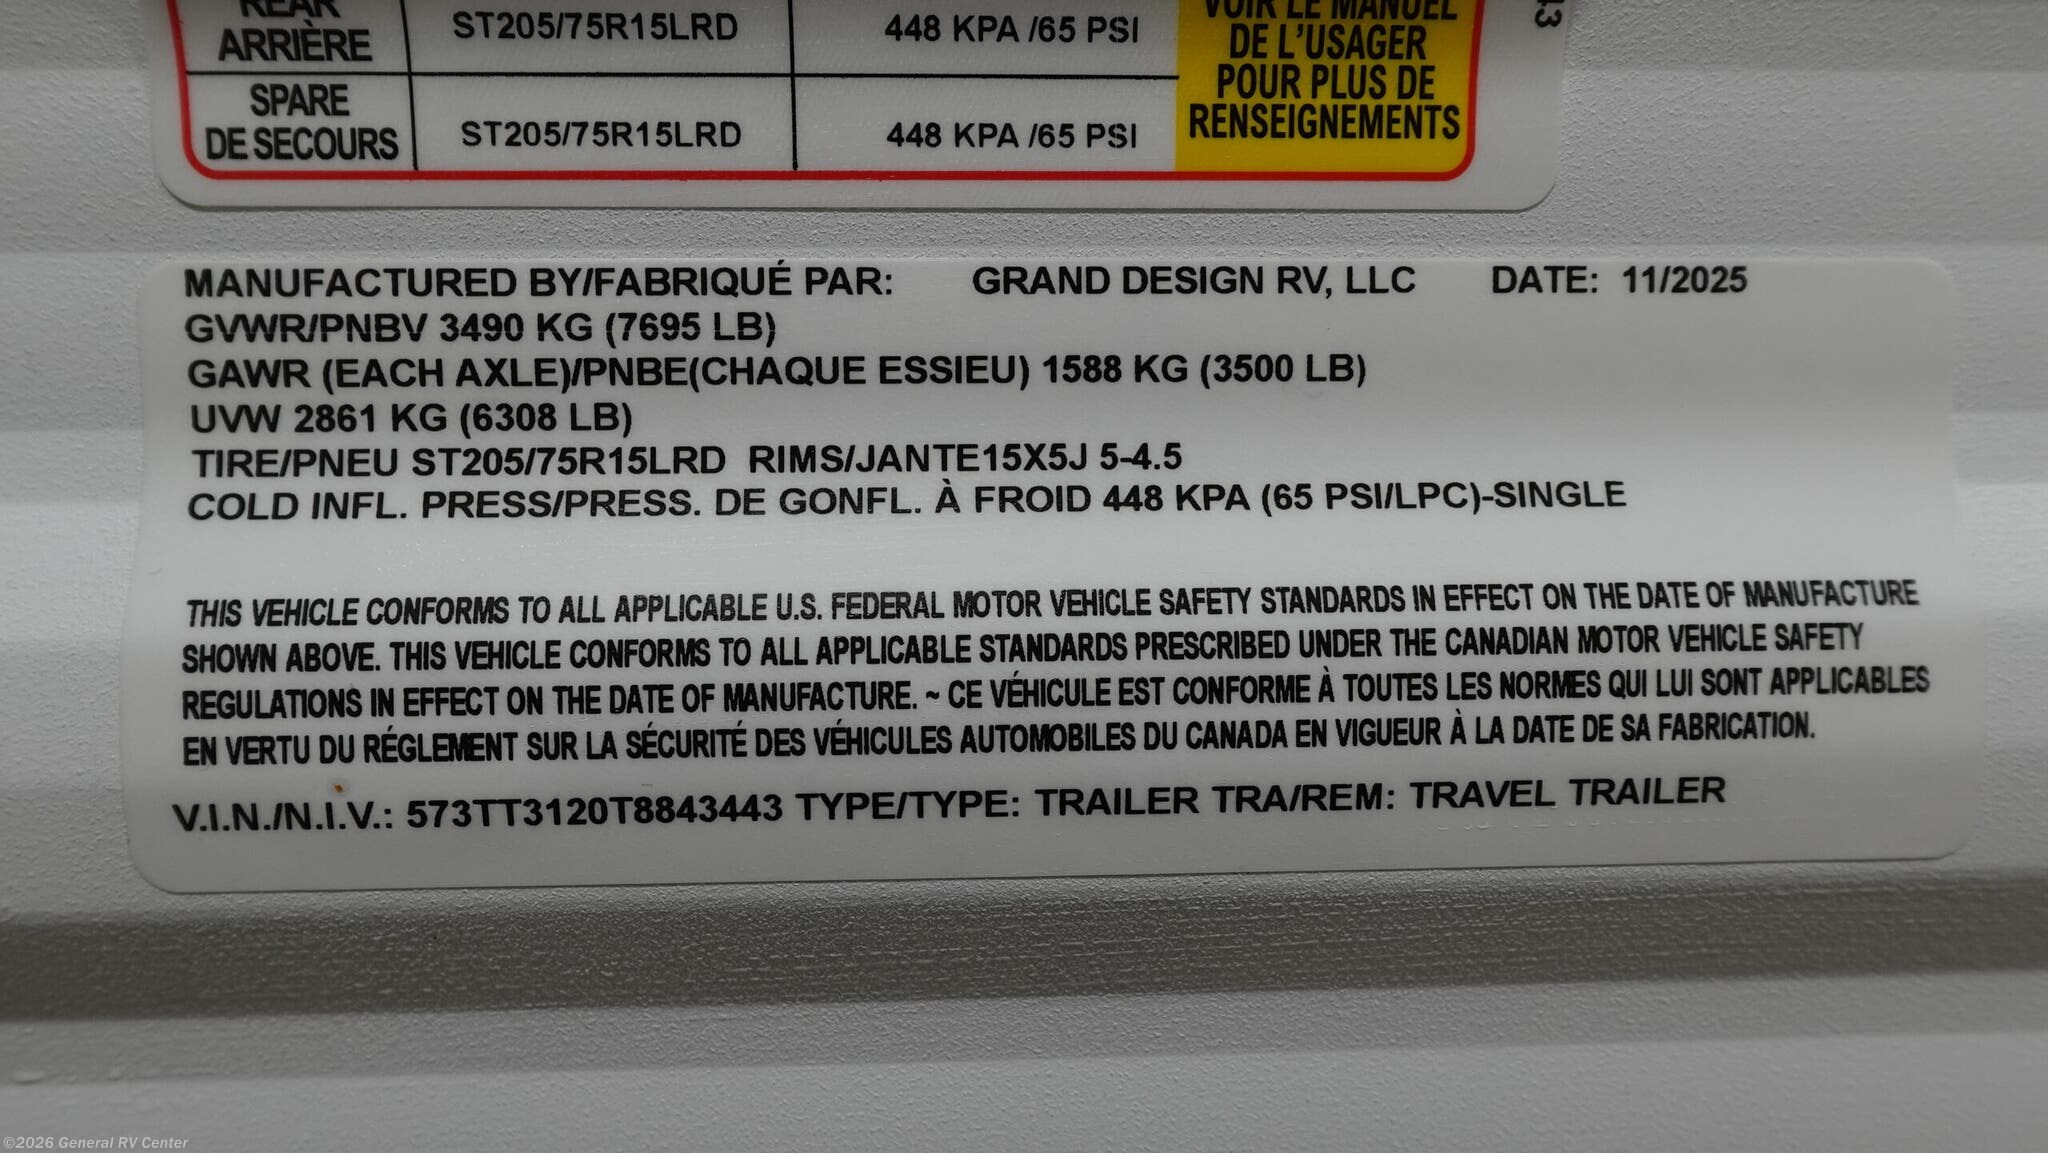 REAR
ARRIÈRE
ST205/75R15LRD
448 KPA /65 PSI
VOIR LE MANUEL
DE L'USAGER
POUR PLUS DE
RENSEIGNEMENTS
SPARE
DE SECOURS
ST205/75R15LRD
448 KPA /65 PSI
MANUFACTURED BY/FABRIQUÉ PAR: GRAND DESIGN RV, LLC DATE: 11/2025
GVWR/PNBV 3490 KG (7695 LB)
GAWR (EACH AXLE)/PNBE(CHAQUE ESSIEU) 1588 KG (3500 LB)
UVW 2861 KG (6308 LB)
TIRE/PNEU ST205/75R15LRD RIMS/JANTE15X5J 5-4.5
COLD INFL. PRESS/PRESS. DE GONFL. À FROID 448 KPA (65 PSI/LPC)-SINGLE
THIS VEHICLE CONFORMS TO ALL APPLICABLE U.S. FEDERAL MOTOR VEHICLE SAFETY STANDARDS IN EFFECT ON THE DATE OF MANUFACTURE
SHOWN ABOVE. THIS VEHICLE CONFORMS TO ALL APPLICABLE STANDARDS PRESCRIBED UNDER THE CANADIAN MOTOR VEHICLE SAFETY
REGULATIONS IN EFFECT ON THE DATE OF MANUFACTURE. ~ CE VÉHICULE EST CONFORME À TOUTES LES NORMES QUI LUI SONT APPLICABLES
EN VERTU DU RÉGLEMENT SUR LA SÉCURITÉ DES VÉHICULES AUTOMOBILES DU CANADA EN VIGUEUR À LA DATE DE SA FABRICATION.
V.I.N./N.I.V.: 573TT3120T8843443 TYPE/TYPE: TRAILER TRA/REM: TRAVEL TRAILER
©2026 General RV Center